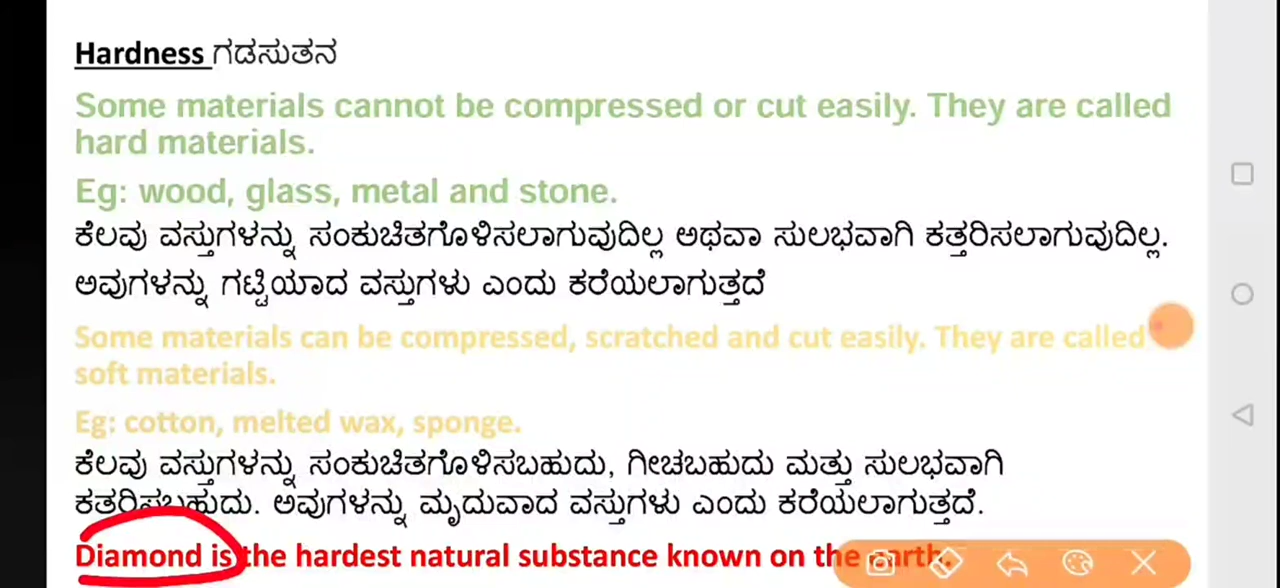 Hardness ಗಡಸುತನ
Some materials cannot be compressed or cut easily. They are called
hard materials.
Eg: wood, glass, metal and stone.
ಕೆಲವು ವಸ್ತುಗಳನ್ನು ಸಂಕುಚಿತಗೊಳಿಸಲಾಗುವುದಿಲ್ಲ ಅಥವಾ ಸುಲಭವಾಗಿ ಕತ್ತರಿಸಲಾಗುವುದಿಲ್ಲ.
ಅವುಗಳನ್ನು ಗಟ್ಟಿಯಾದ ವಸ್ತುಗಳು ಎಂದು ಕರೆಯಲಾಗುತ್ತದೆ
Some materials can be compressed, scratched and cut easily. They are called
soft materials.
Eg: cotton, melted wax, sponge.
ಕೆಲವು ವಸ್ತುಗಳನ್ನು ಸಂಕುಚಿತಗೊಳಿಸಬಹುದು, ಗೀಚಬಹುದು ಮತ್ತು ಸುಲಭವಾಗಿ
ಕತ್ತರಿಸಬಹುದು. ಅವುಗಳನ್ನು ಮೃದುವಾದ ವಸ್ತುಗಳು ಎಂದು ಕರೆಯಲಾಗುತ್ತದೆ.
Diamond is the hardest natural substance known on the earth.